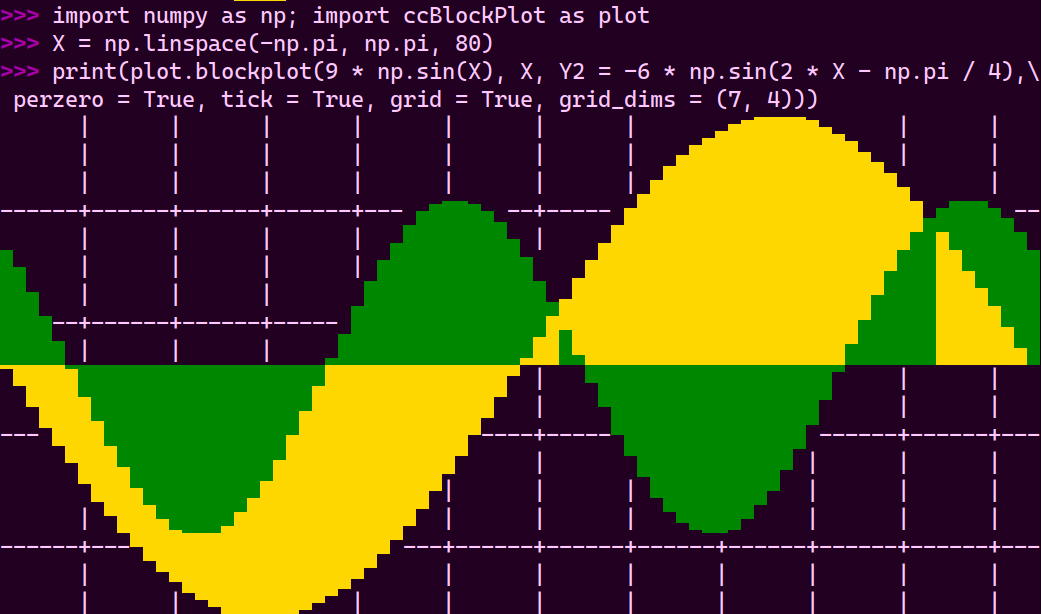 >>> import numpy as np; import ccBlockPlot as plot
>>> X = np.linspace(-np.pi, np.pi, 80)
>>> print(plot.blockplot(9 * np.sin(X), X, Y2 = -6 * np.sin(2 * X - np.pi / 4),\
 perzero = True, tick = True, grid = True, grid_dims = (7, 4)))